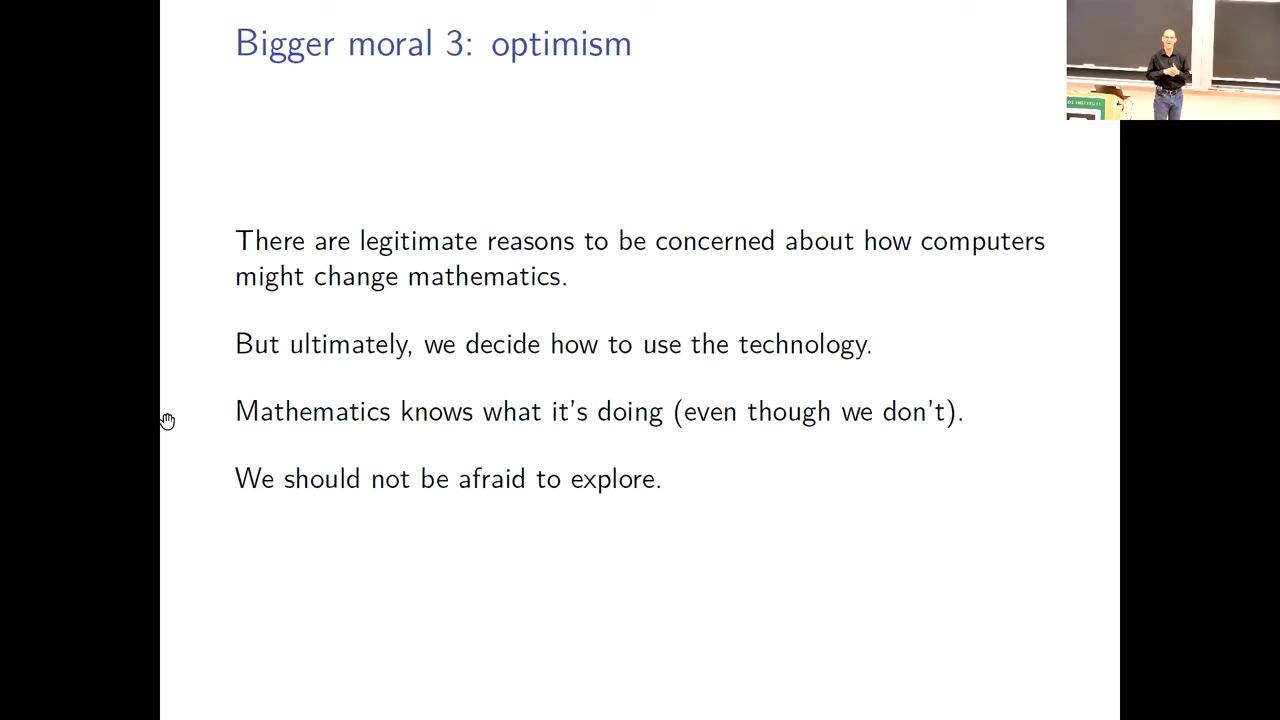 Bigger moral 3: optimism
There are legitimate reasons to be concerned about how computers
might change mathematics.
But ultimately, we decide how to use the technology.
Mathematics knows what it's doing (even though we don't).
We should not be afraid to explore.
INSTITUTE